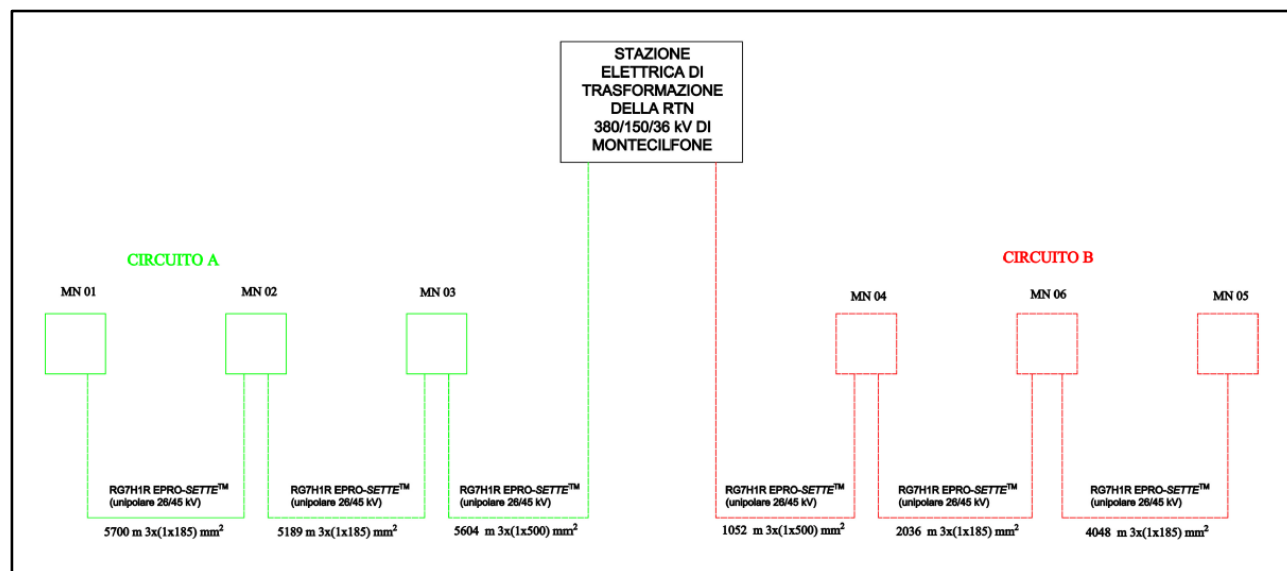 STAZIONE
ELETTRICA DI
TRASFORMAZIONE
DELLA RTN
380/150/36 kV DI
MONTECILFONE
CIRCUITO A
MN 01
MN 02
MN 03
RG7H1R EPRO-SETTE™
(unipolare 26/45 kV)
5700 m 3x(1x185) mm²
RG7H1R EPRO-SETTE™
(unipolare 26/45 kV)
5189 m 3x(1x185) mm²
RG7H1R EPRO-SETTE™
(unipolare 26/45 kV)
5604 m 3x(1x500) mm²
CIRCUITO B
MN 04
MN 06
MN 05
RG7H1R EPRO-SETTE™
(unipolare 26/45 kV)
1052 m 3x(1x500) mm²
RG7H1R EPRO-SETTE™
(unipolare 26/45 kV)
2036 m 3x(1x185) mm²
RG7H1R EPRO-SETTE™
(unipolare 26/45 kV)
4048 m 3x(1x185) mm²